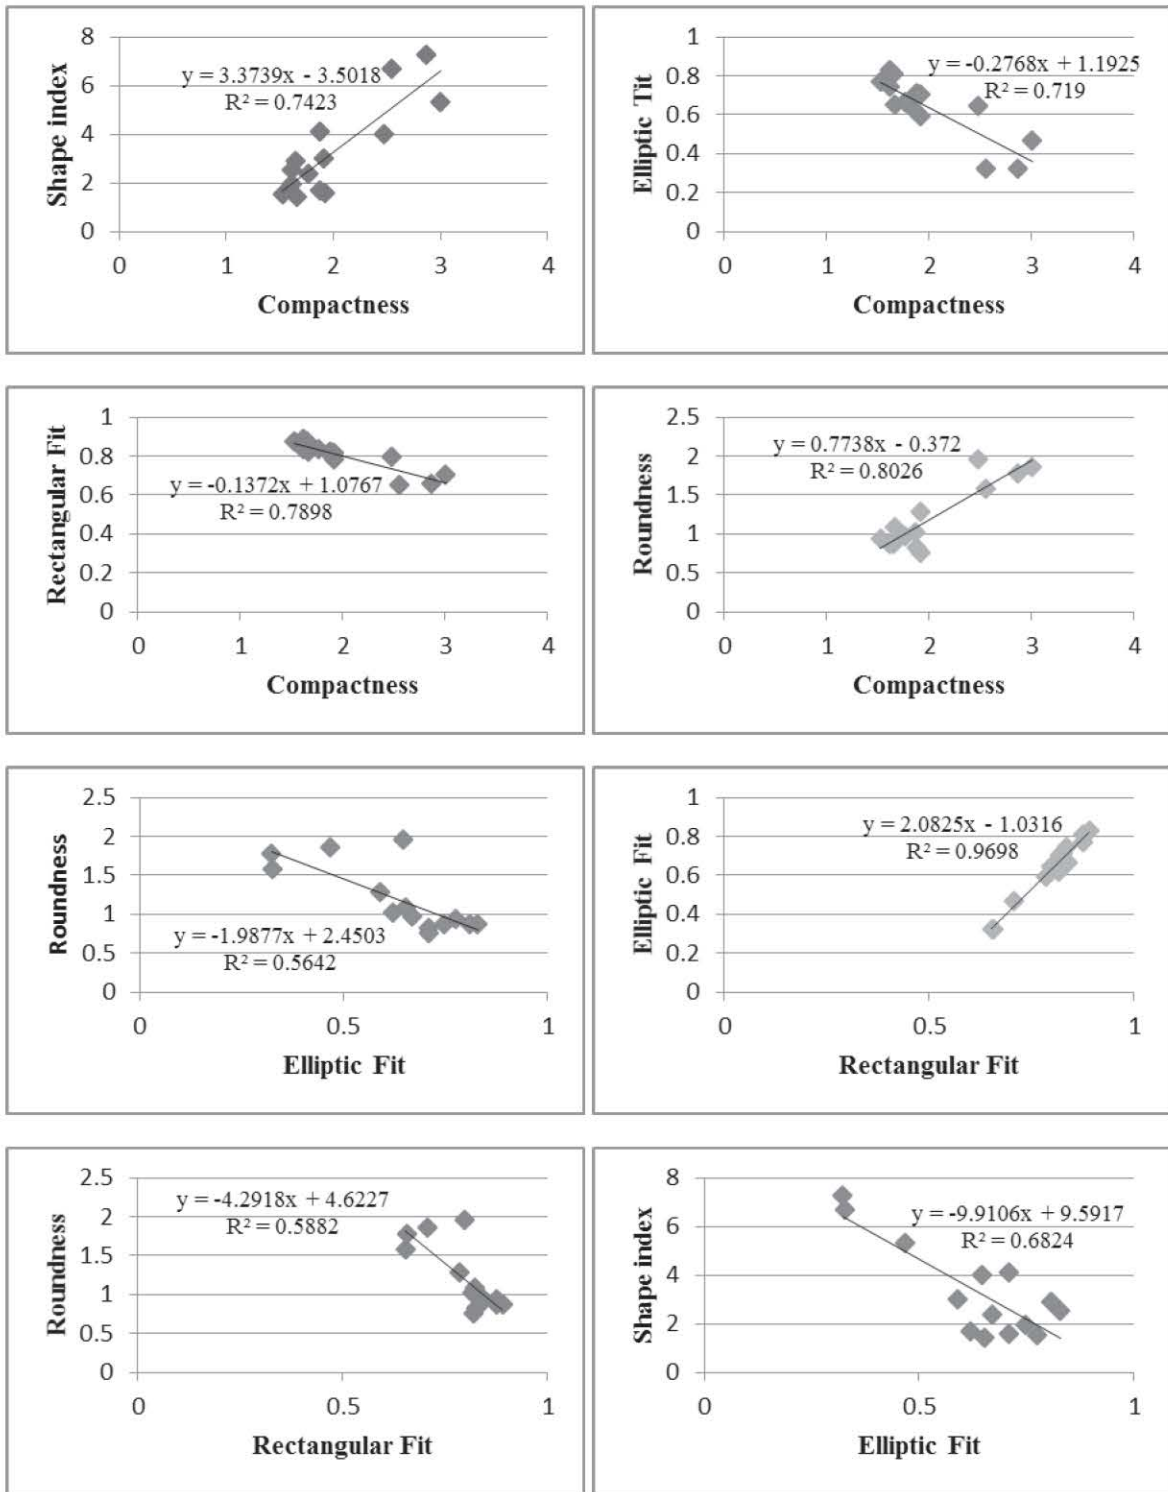 Shape index
8
6
4
2
0
y = 3.3739x - 3.5018
R² = 0.7423
0 1 2 3 4
Compactness
Elliptic Tit
1
0.8
0.6
0.4
0.2
0
y = -0.2768x + 1.1925
R² = 0.719
0 1 2 3 4
Compactness
Rectangular Fit
1
0.8
0.6
0.4
0.2
0
y = -0.1372x + 1.0767
R² = 0.7898
0 1 2 3 4
Compactness
Roundness
2.5
2
1.5
1
0.5
0
y = 0.7738x - 0.372
R² = 0.8026
0 1 2 3 4
Compactness
Roundness
2.5
2
1.5
1
0.5
0
y = -1.9877x + 2.4503
R² = 0.5642
0 0.5 1
Elliptic Fit
Elliptic Fit
1
0.8
0.6
0.4
0.2
0
y = 2.0825x - 1.0316
R² = 0.9698
0 0.5 1
Rectangular Fit
Roundness
2.5
2
1.5
1
0.5
0
y = -4.2918x + 4.6227
R² = 0.5882
0 0.5 1
Rectangular Fit
Shape index
8
6
4
2
0
y = -9.9106x + 9.5917
R² = 0.6824
0 0.5 1
Elliptic Fit